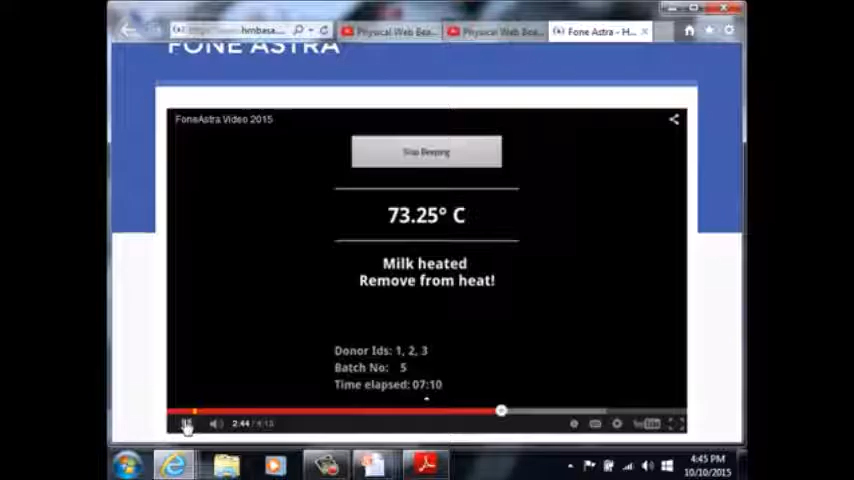 hmbasa...
Physical Web Bea...
Physical Web Bea...
Fone Astra - H...
FONE ASTRA
FoneAstra Video 2015
Stop Beeping
73.25° C
Milk heated
Remove from heat!
Donor Ids: 1, 2, 3
Batch No: 5
Time elapsed: 07:10
2:44 /
4:45 PM
10/10/2015